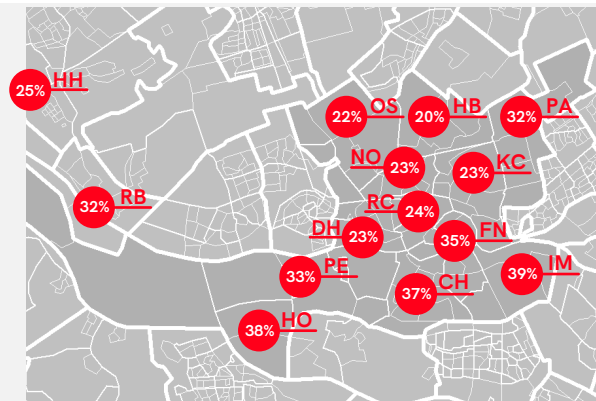 25% HH
22% OS
20% HB
32% PA
NO 23%
23% KC
32% RB
RC 24%
DH 23%
35% FN
33% PE
39% IM
37% CH
38% HO